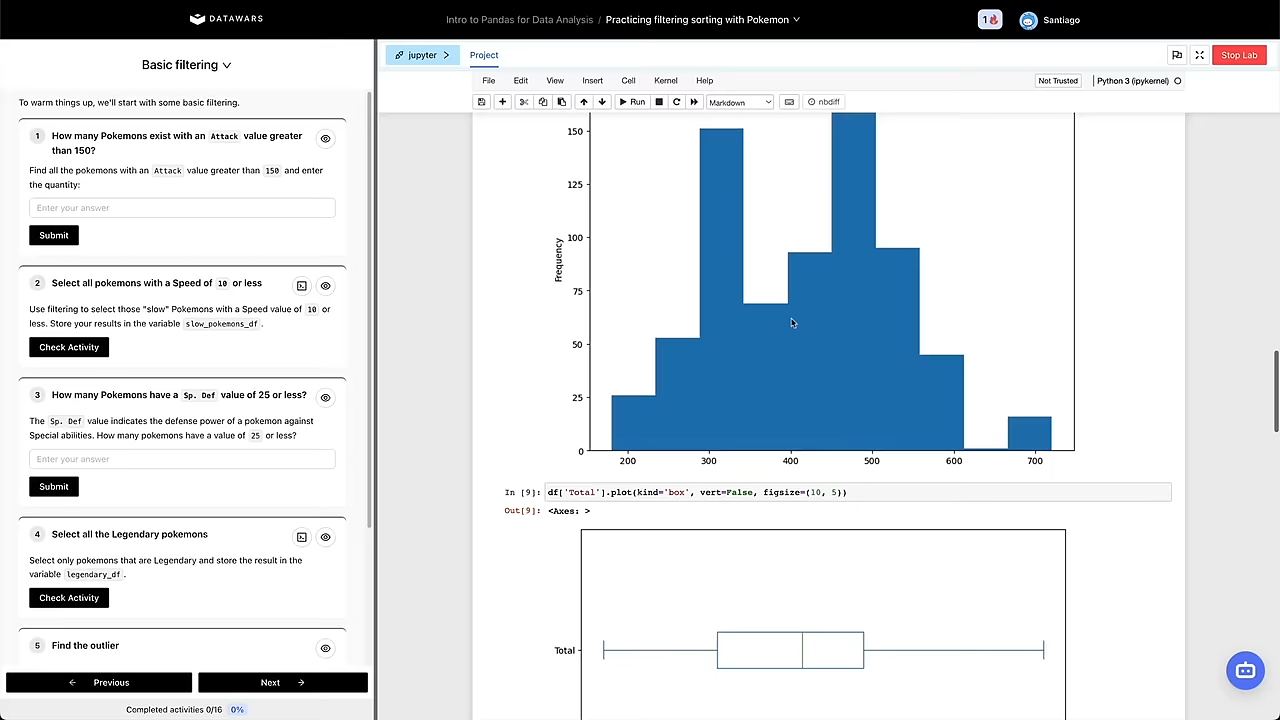 DATAWARS
Intro to Pandas for Data Analysis / Practicing filtering sorting with Pokemon
1
Santiago
Basic filtering
To warm things up, we'll start with some basic filtering.
1 How many Pokemons exist with an Attack value greater
than 150?
Find all the pokemons with an Attack value greater than 150 and enter
the quantity:
Enter your answer
Submit
2 Select all pokemons with a Speed of 10 or less
Use filtering to select those "slow" Pokemons with a Speed value of 10 or
less. Store your results in the variable slow_pokemons_df.
Check Activity
3 How many Pokemons have a Sp. Def value of 25 or less?
The Sp. Def value indicates the defense power of a pokemon against
Special abilities. How many pokemons have a value of 25 or less?
Enter your answer
Submit
4 Select all the Legendary pokemons
Select only pokemons that are Legendary and store the result in the
variable legendary_df.
Check Activity
5 Find the outlier
Previous
Next
Completed activities 0/16 0%
jupyter
Project
Stop Lab
File Edit View Insert Cell Kernel Help
Not Trusted
Python 3 (ipykernel)
Run
Markdown
nbdiff
150
125
100
75
50
25
0
Frequency
200 300 400 500 600 700
In [9]: df['Total'].plot(kind='box', vert=False, figsize=(10, 5))
Out[9]: <Axes: >
Total